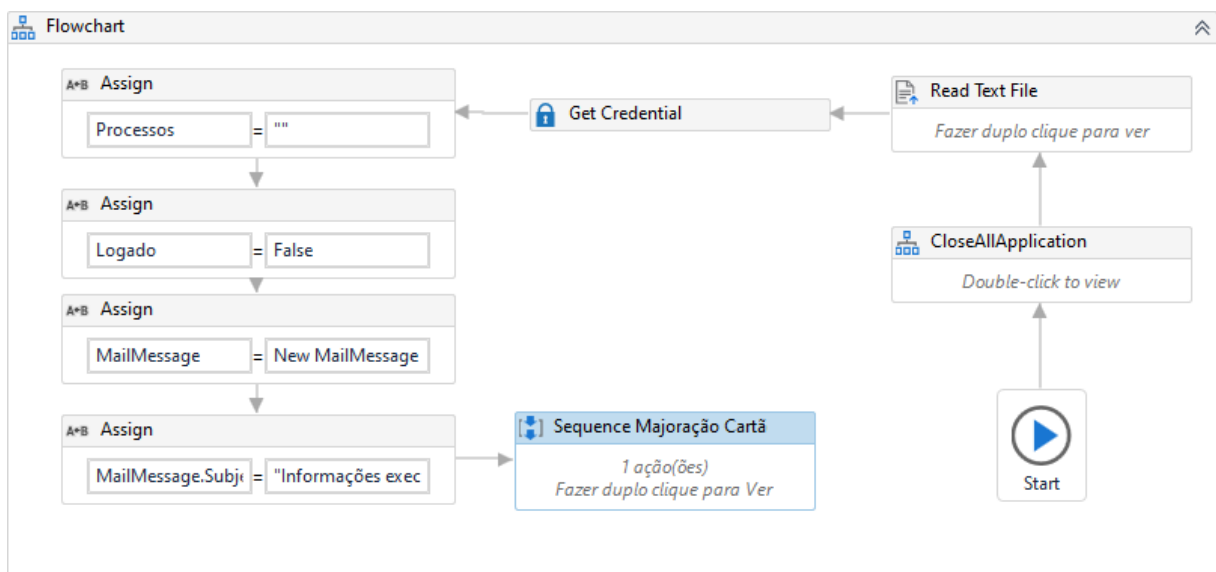 Flowchart
A+B Assign
Processos = ""
Get Credential
Read Text File
Fazer duplo clique para ver
A+B Assign
Logado = False
CloseAllApplication
Double-click to view
A+B Assign
MailMessage = New MailMessage
A+B Assign
MailMessage.Subje = "Informações exec
Sequence Majoração Cartã
1 ação(ões)
Fazer duplo clique para Ver
Start